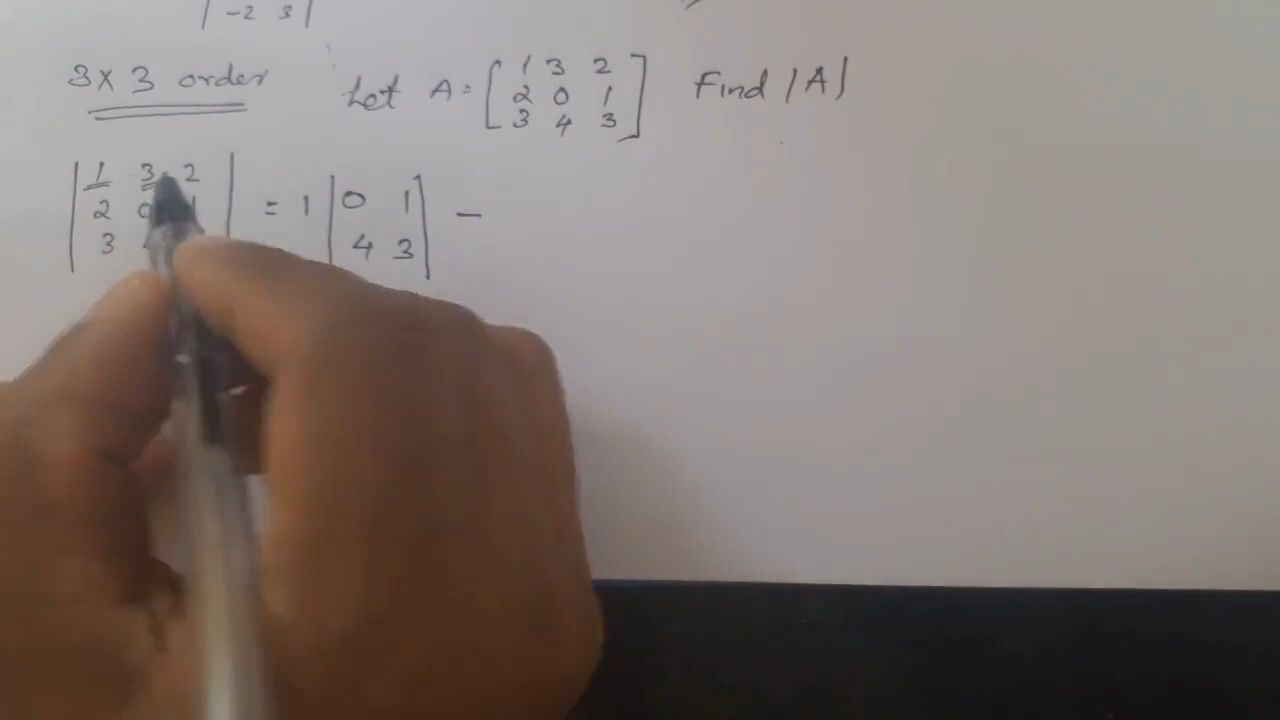 | -2 3 |
3 X 3 order Let A = [ 1 3 2 Find |A|
2 0 1
3 4 3 ]
| 1 3 2
2 0 1 | = 1 | 0 1 | -
3 4 3